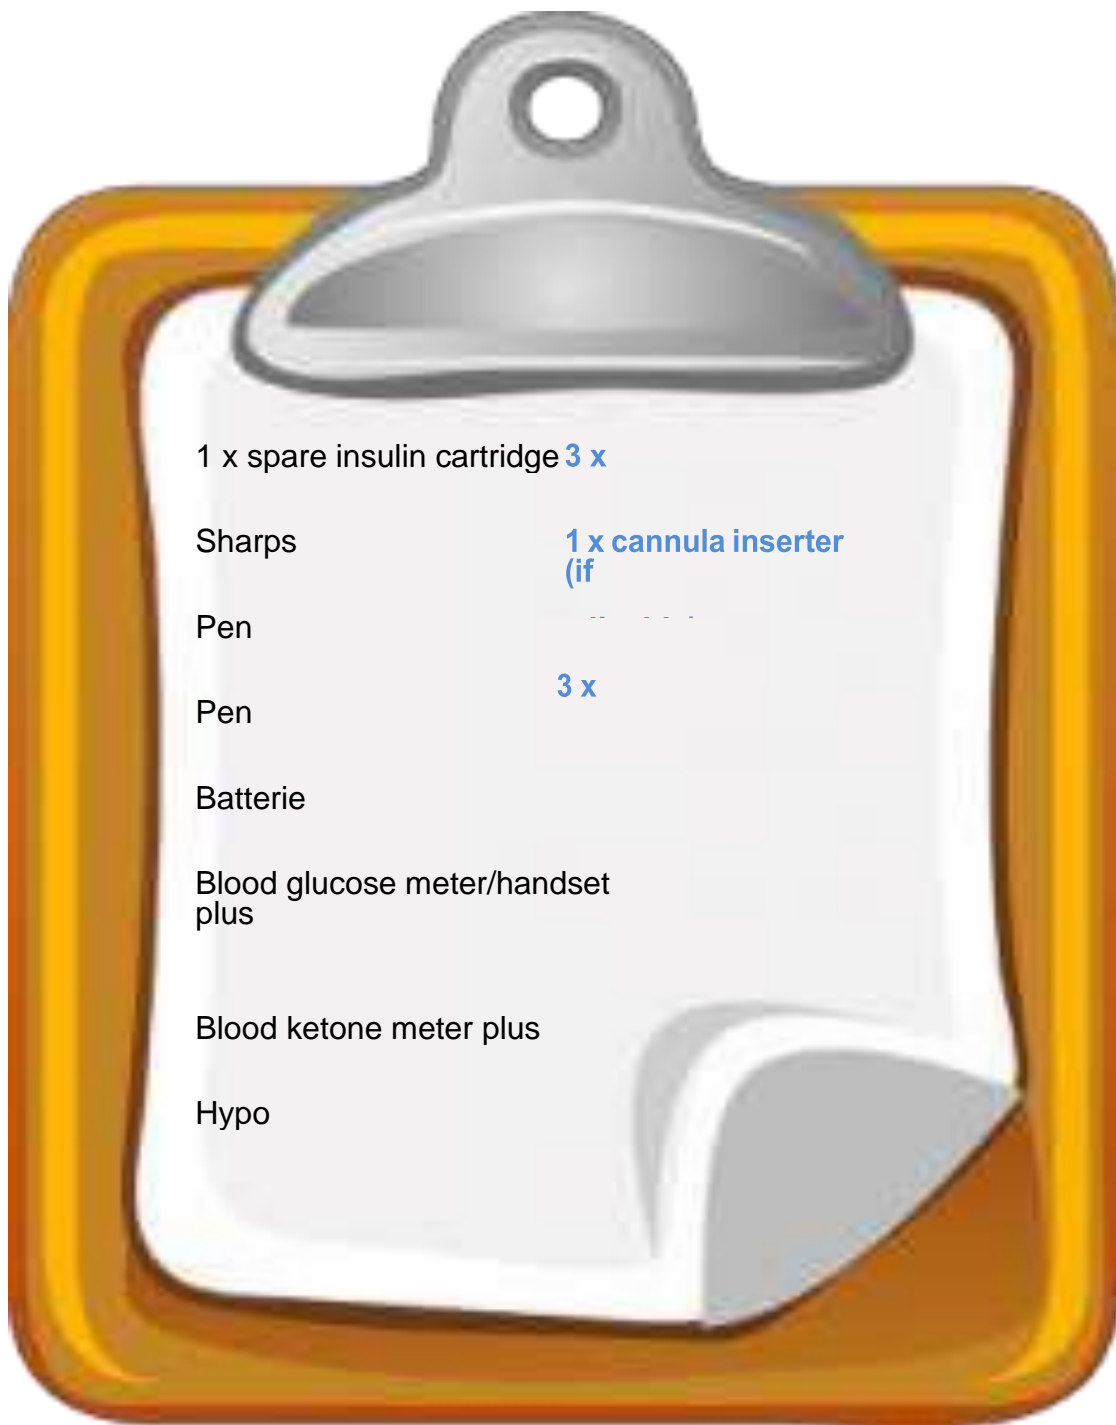 1 x spare insulin cartridge 3 x
Sharps 1 x cannula inserter
(if
Pen
3 x
Pen
Batterie
Blood glucose meter/handset
plus
Blood ketone meter plus
Hypo